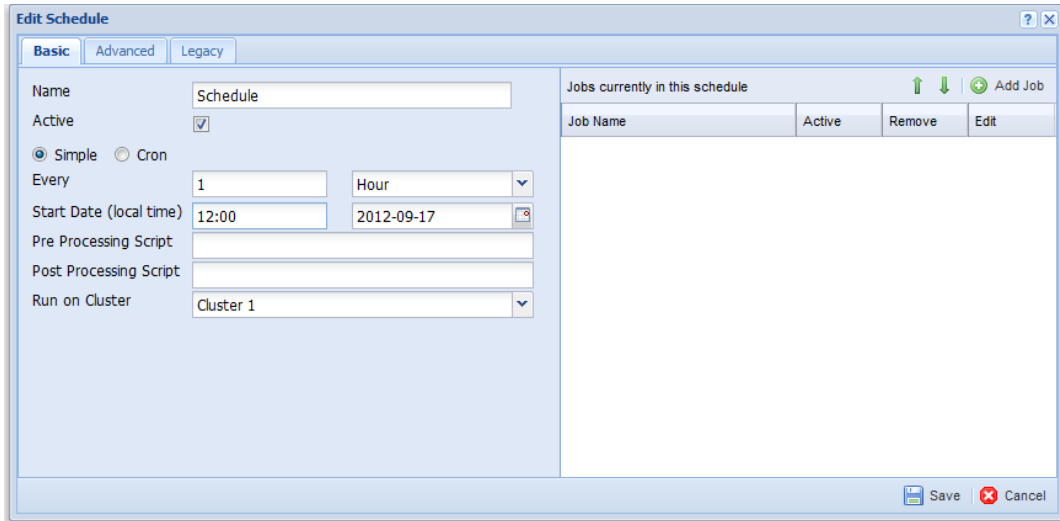 Edit Schedule
Basic Advanced Legacy
Name Schedule
Active
Simple Cron
Every 1 Hour
Start Date (local time) 12:00 2012-09-17
Pre Processing Script
Post Processing Script
Run on Cluster Cluster 1
Jobs currently in this schedule Add Job
Job Name Active Remove Edit
Save Cancel